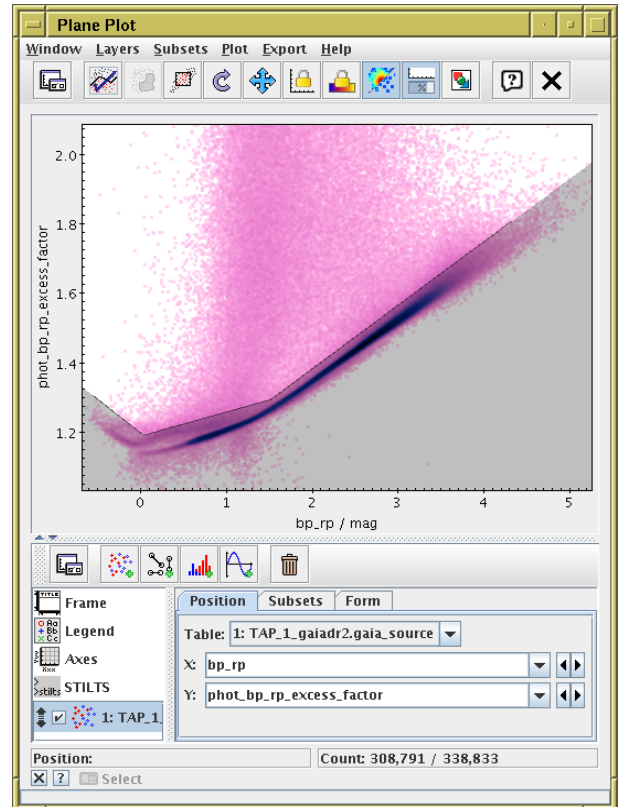 Plane Plot
Window Layers Subsets Plot Export Help
2.0
1.8
1.6
1.4
1.2
phot_bp_rp_excess_factor
0 1 2 3 4 5
bp_rp / mag
TITLE Frame
Legend
Axes
STILTS
1: TAP_1_
Position Subsets Form
Table: 1: TAP_1_gaiadr2.gaia_source
X: bp_rp
Y: phot_bp_rp_excess_factor
Position: Count: 308,791 / 338,833
Select